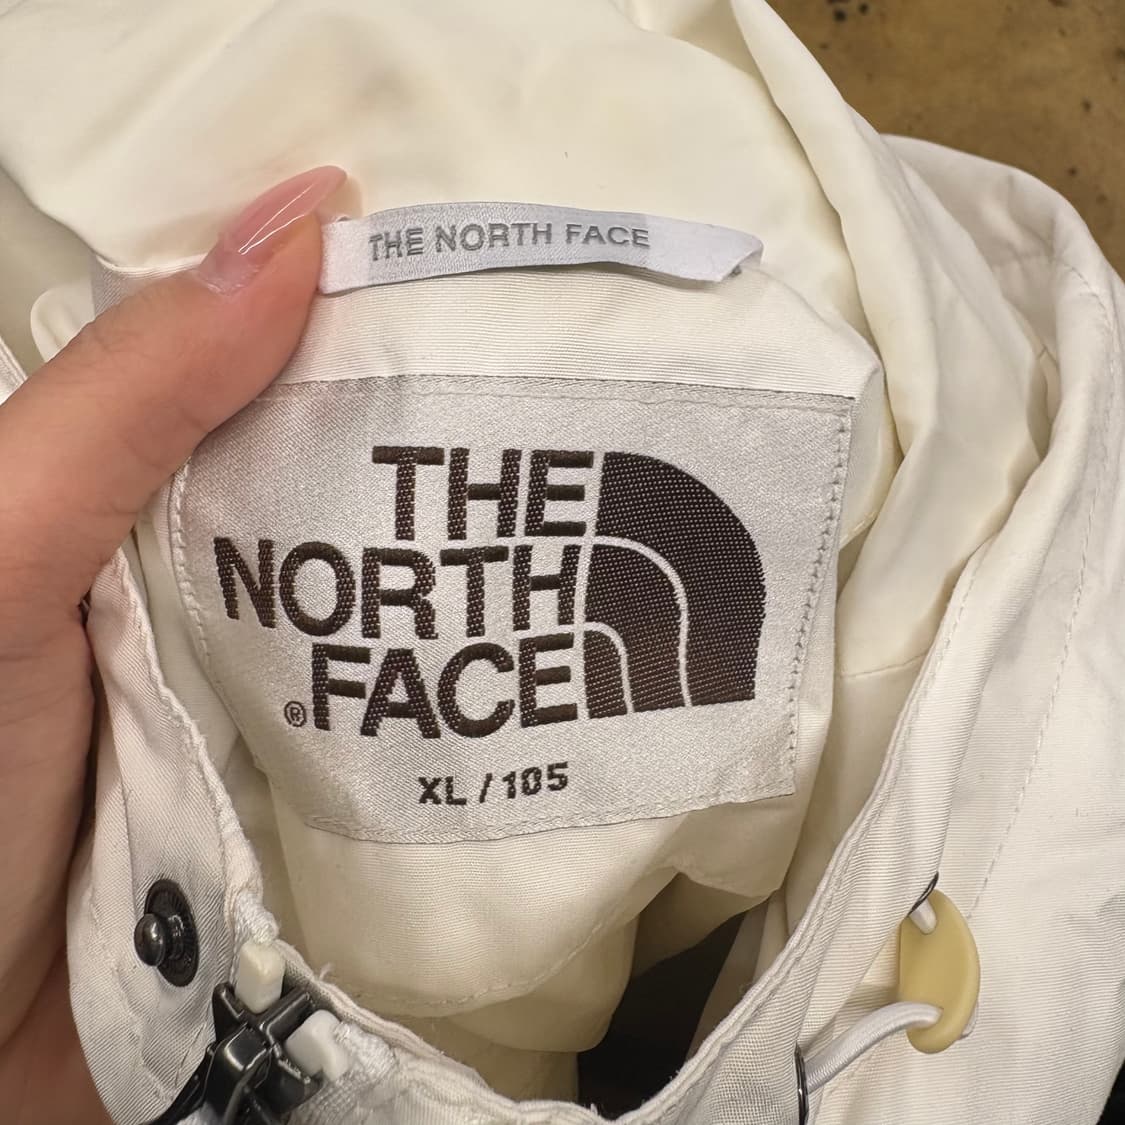 THE NORTH FACE
THE
NORTH
®FACE
XL / 105